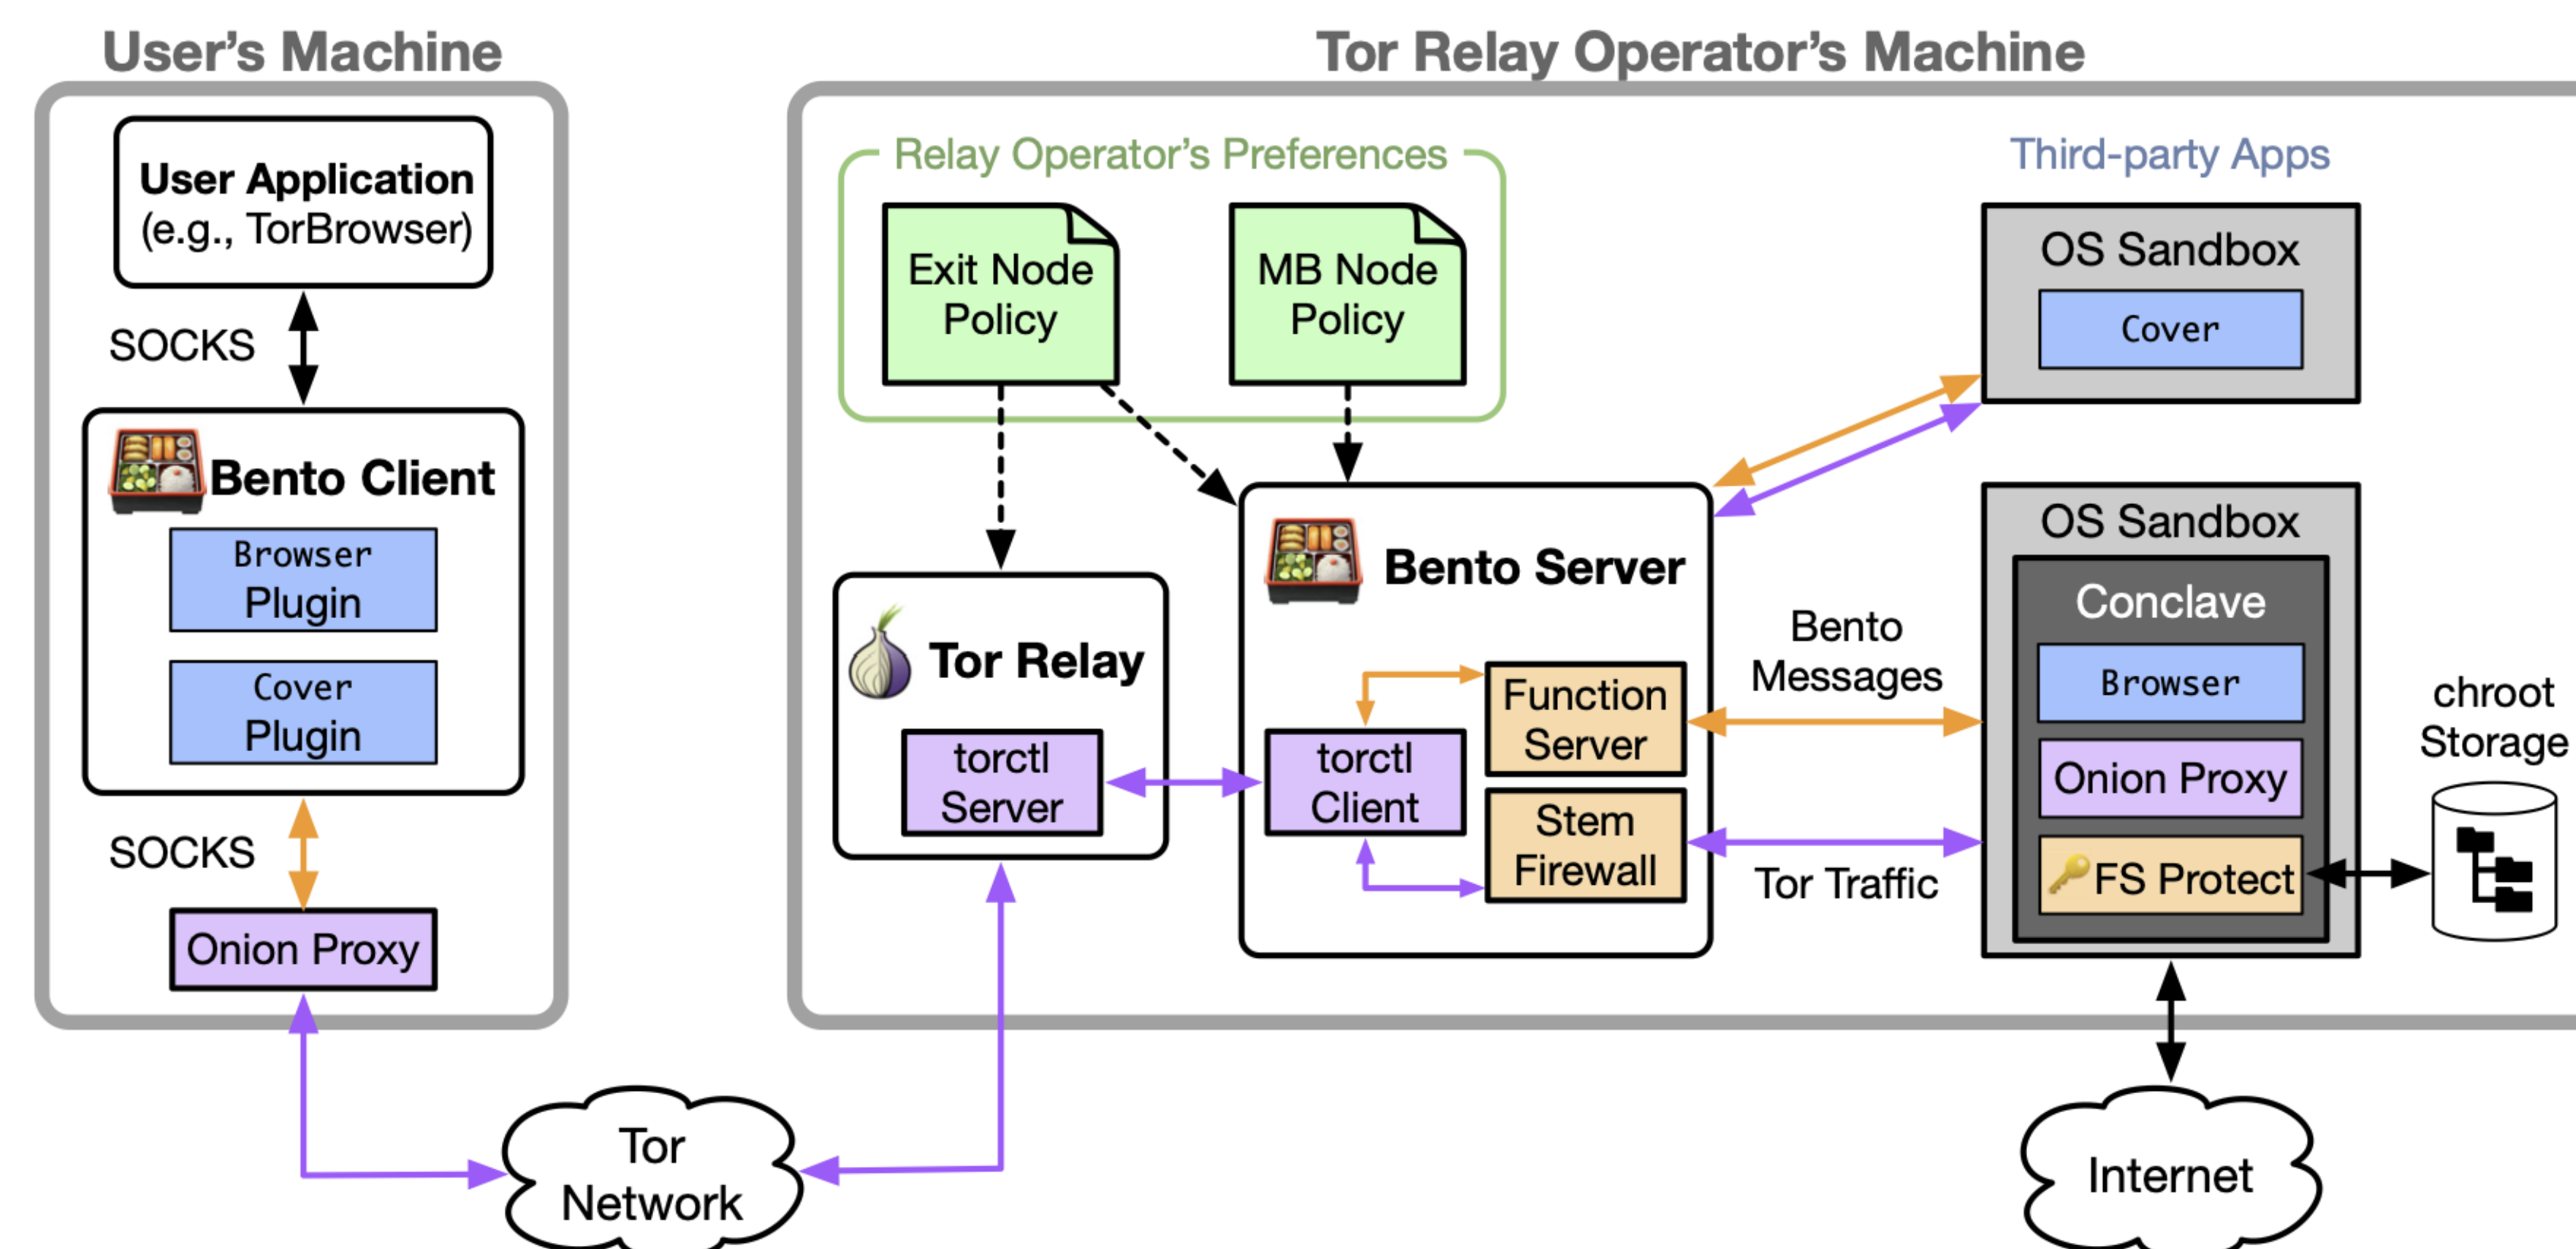 User's Machine
User Application
(e.g., TorBrowser)
SOCKS
Bento Client
Browser
Plugin
Cover
Plugin
SOCKS
Onion Proxy
Tor
Network
Tor Relay Operator's Machine
Relay Operator's Preferences
Exit Node
Policy
MB Node
Policy
Tor Relay
torctl
Server
Bento Server
torctl
Client
Function
Server
Stem
Firewall
Bento
Messages
Tor Traffic
Third-party Apps
OS Sandbox
Cover
OS Sandbox
Conclave
Browser
Onion Proxy
FS Protect
chroot
Storage
Internet